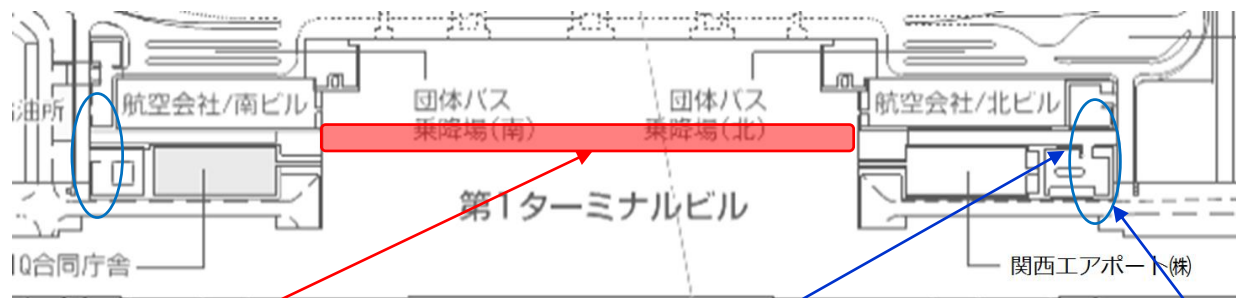 航空会社/南ビル
団体バス
乗降場(南)
団体バス
乗降場(北)
航空会社/北ビル
油所
第1ターミナルビル
IQ合同庁舎
関西エアポート㈱